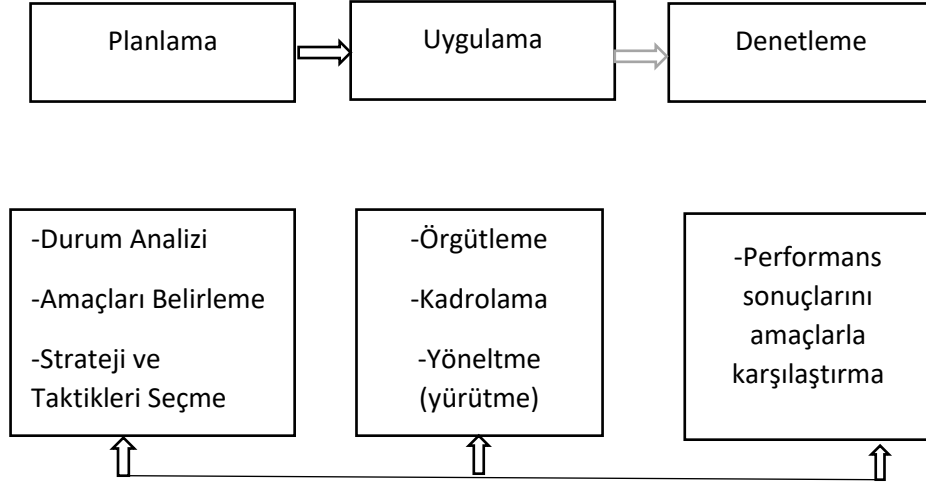 Planlama
Uygulama
Denetleme
-Durum Analizi
-Amaçları Belirleme
-Strateji ve
Taktikleri Seçme
-Örgütleme
-Kadrolama
-Yöneltme
(yürütme)
-Performans
sonuçlarını
amaçlarla
karşılaştırma